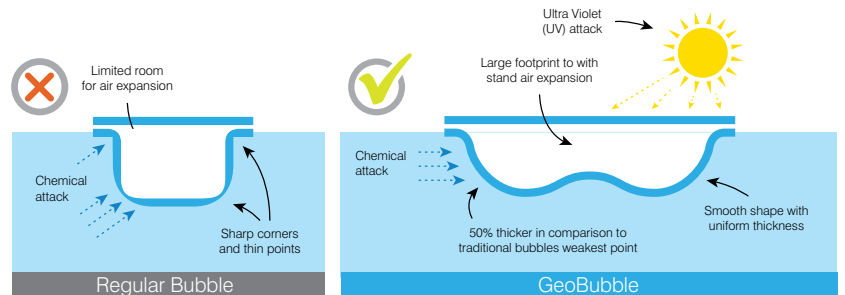 Limited room
for air expansion
Chemical
attack
Sharp corners
and thin points
Regular Bubble
Ultra Violet
(UV) attack
Large footprint to with
stand air expansion
Chemical
attack
50% thicker in comparison to
traditional bubbles weakest point
Smooth shape with
uniform thickness
GeoBubble